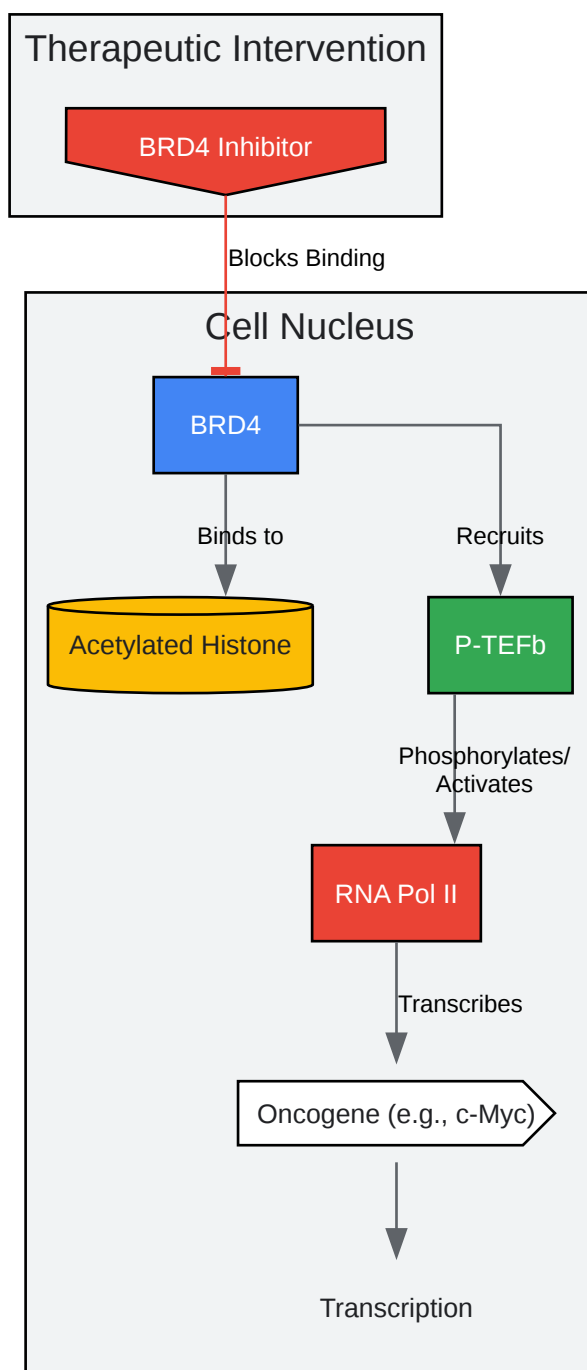 Therapeutic Intervention
BRD4 Inhibitor
Blocks Binding
Cell Nucleus
BRD4
Binds to
Recruits
Acetylated Histone
P-TEFb
Phosphorylates/
Activates
RNA Pol II
Transcribes
Oncogene (e.g., c-Myc)
Transcription